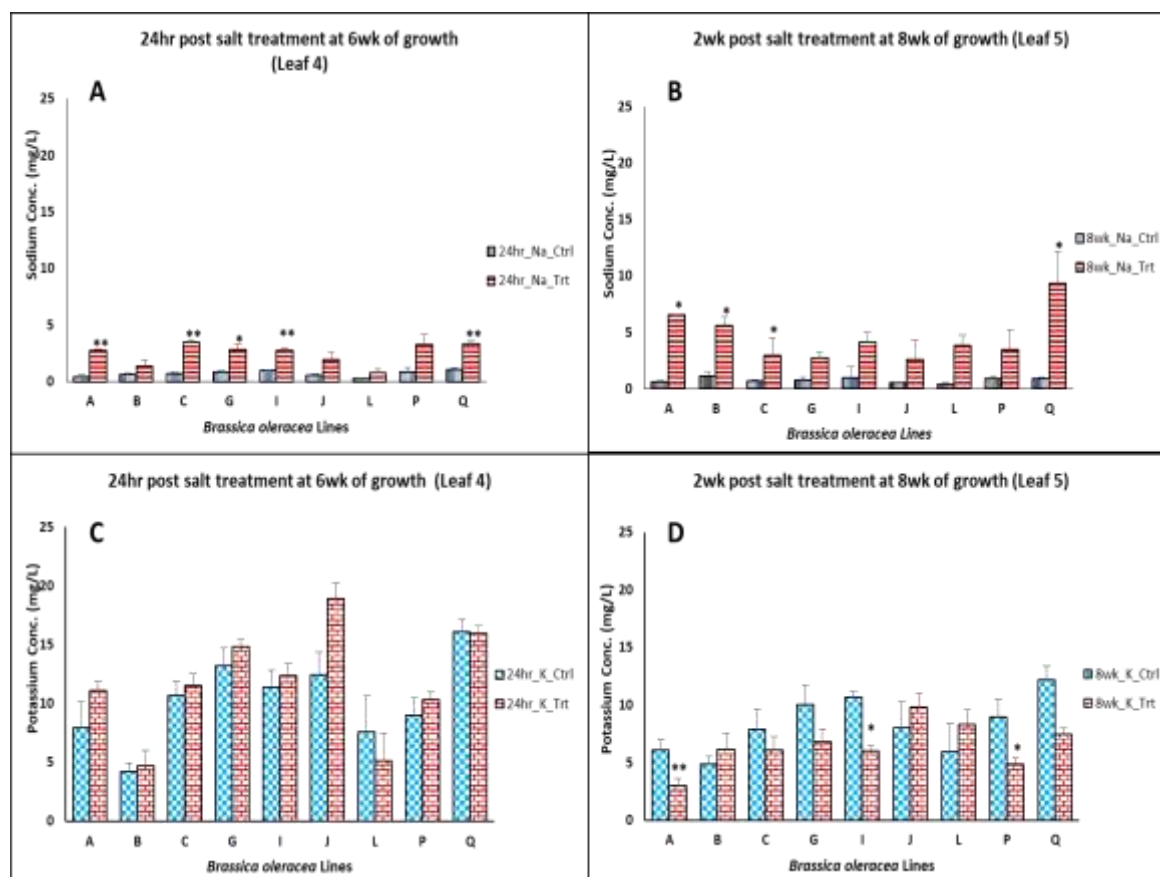 24hr post salt treatment at 6wk of growth
(Leaf 4)
A
25
20
15
10
5
0
Sodium Conc. (mg/L)
** ** * ** **
24hr_Na_Ctrl
24hr_Na_Trt
A B C G I J L P Q
Brassica oleracea Lines
2wk post salt treatment at 8wk of growth (Leaf 5)
B
25
20
15
10
5
0
Sodium Conc. (mg/L)
* * * *
8wk_Na_Ctrl
8wk_Na_Trt
A B C G I J L P Q
Brassica oleracea Lines
24hr post salt treatment at 6wk of growth (Leaf 4)
C
25
20
15
10
5
0
Potassium Conc. (mg/L)
24hr_K_Ctrl
24hr_K_Trt
A B C G I J L P Q
Brassica oleracea Lines
2wk post salt treatment at 8wk of growth (Leaf 5)
D
25
20
15
10
5
0
Potassium Conc. (mg/L)
** * *
8wk_K_Ctrl
8wk_K_Trt
A B C G I J L P Q
Brassica oleracea Lines